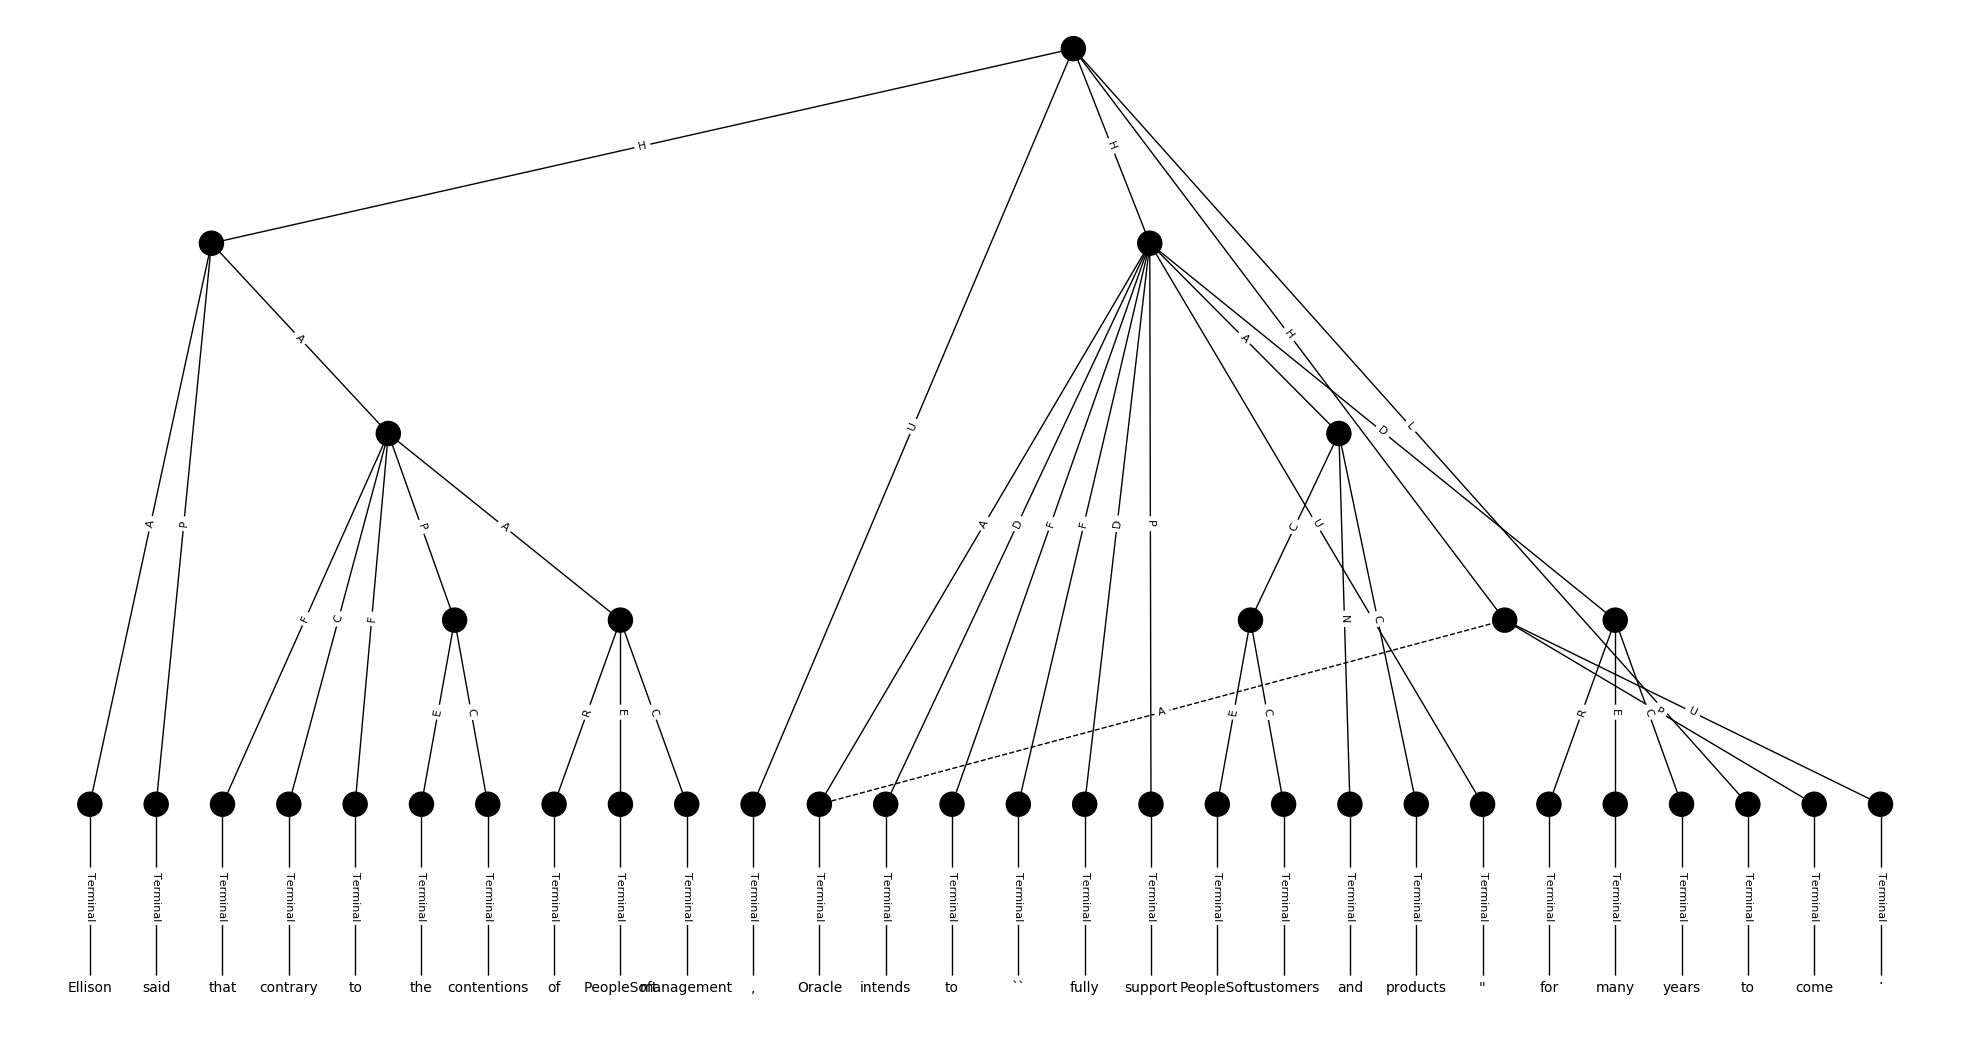 H
H
A
A
H
D
L
U
A
P
P
A
A
D
F
F
D
P
U
C
F
C
F
N
C
E
C
R
E
C
A
E
C
R
E
C
P
U
Terminal Terminal Terminal Terminal Terminal Terminal Terminal Terminal Terminal Terminal Terminal Terminal Terminal Terminal Terminal Terminal Terminal Terminal Terminal Terminal Terminal Terminal Terminal Terminal Terminal Terminal Terminal Terminal
Ellison said that contrary to the contentions of PeopleSoft management , Oracle intends to `` fully support PeopleSoft customers and products " for many years to come .